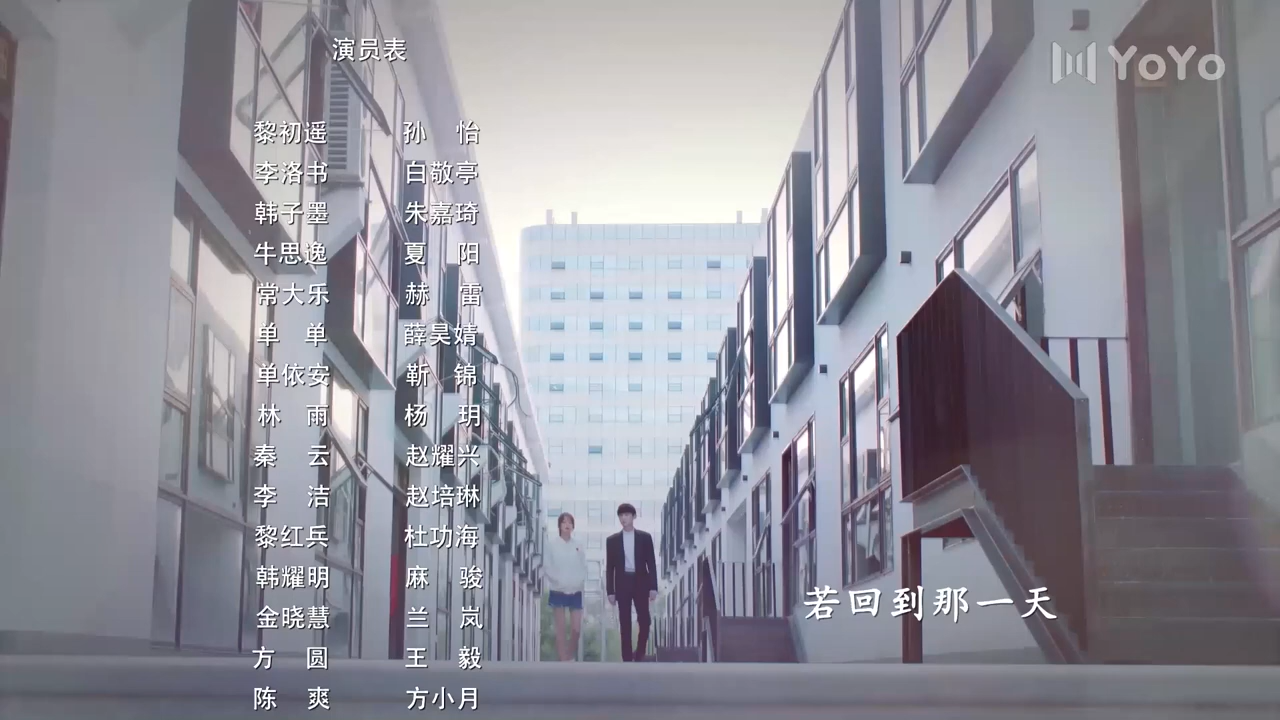 演员表
YoYo
黎初遥 孙怡
李洛书 白敬亭
韩子墨 朱嘉琦
牛思逸 夏阳
常大乐 赫雷
单单 薛昊婧
单依安 靳锦
林雨 杨玥
秦云 赵耀兴
李洁 赵培琳
黎红兵 杜功海
韩耀明 麻骏
金晓慧 兰岚
方圆 王毅
陈爽 方小月
若回到那一天